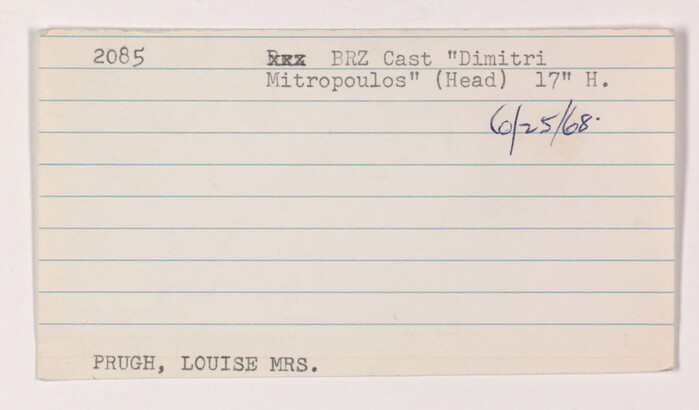 2085 BRZ Cast "Dimitri
Mitropoulos" (Head) 17" H.
6/25/68.
PRUGH, LOUISE MRS.